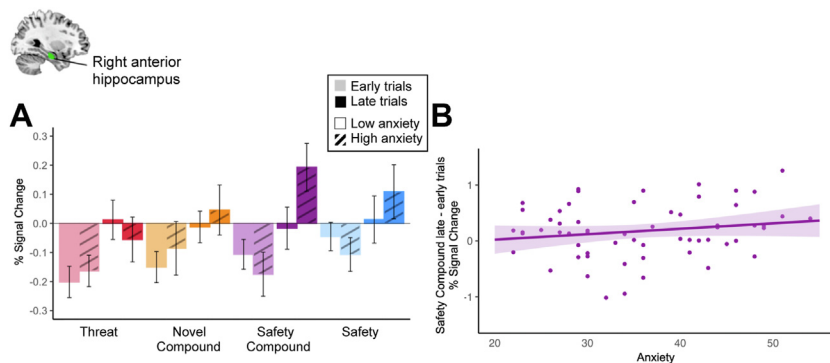 Right anterior
hippocampus
Early trials
Late trials
Low anxiety
High anxiety
A
B
% Signal Change
0.3
0.2
0.1
0.0
-0.1
-0.2
-0.3
Threat
Novel
Compound
Safety
Compound
Safety
Safety Compound late - early trials
% Signal Change
1
0
-1
20
30
40
50
Anxiety